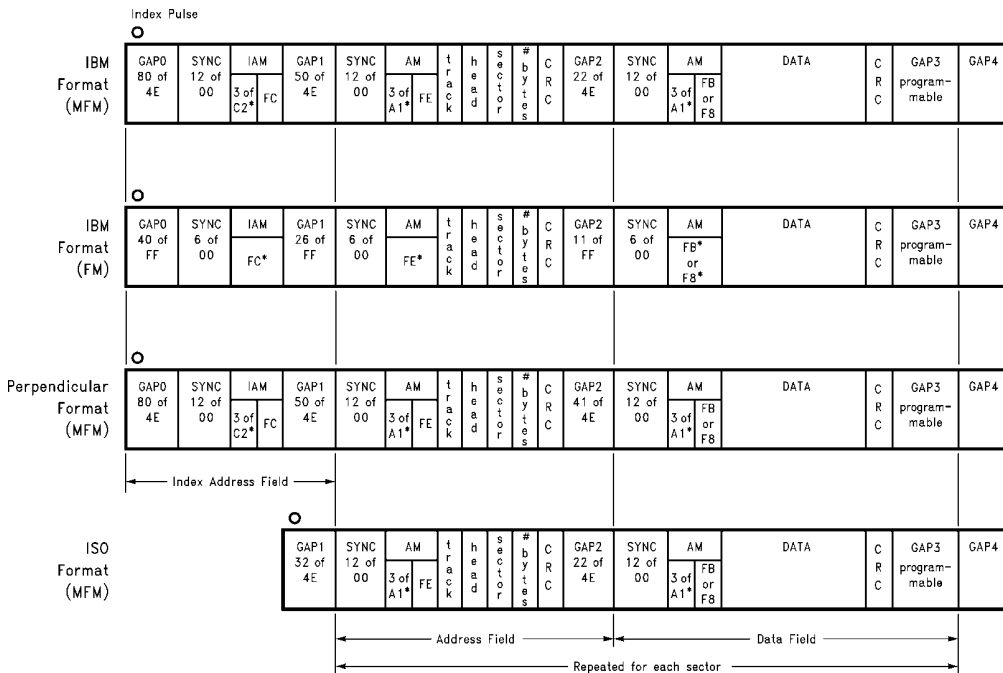 Index Pulse
IBM
Format
(MFM)
GAP0
80 of
4E
SYNC
12 of
00
IAM
3 of
C2*
FC
GAP1
50 of
4E
SYNC
12 of
00
AM
3 of
A1*
FE
track
head
sector
# bytes
CRC
GAP2
22 of
4E
SYNC
12 of
00
AM
3 of
A1*
FB
or
F8
DATA
CRC
GAP3
program-
mable
GAP4
IBM
Format
(FM)
GAP0
40 of
FF
SYNC
6 of
00
IAM
FC*
GAP1
26 of
FF
SYNC
6 of
00
AM
FE*
track
head
sector
# bytes
CRC
GAP2
11 of
FF
SYNC
6 of
00
AM
FB*
or
F8*
DATA
CRC
GAP3
program-
mable
GAP4
Perpendicular
Format
(MFM)
GAP0
80 of
4E
SYNC
12 of
00
IAM
3 of
C2*
FC
GAP1
50 of
4E
SYNC
12 of
00
AM
3 of
A1*
FE
track
head
sector
# bytes
CRC
GAP2
41 of
4E
SYNC
12 of
00
AM
3 of
A1*
FB
or
F8
DATA
CRC
GAP3
program-
mable
GAP4
Index Address Field
ISO
Format
(MFM)
GAP1
32 of
4E
SYNC
12 of
00
AM
3 of
A1*
FE
track
head
sector
# bytes
CRC
GAP2
22 of
4E
SYNC
12 of
00
AM
3 of
A1*
FB
or
F8
DATA
CRC
GAP3
program-
mable
GAP4
Address Field
Data Field
Repeated for each sector